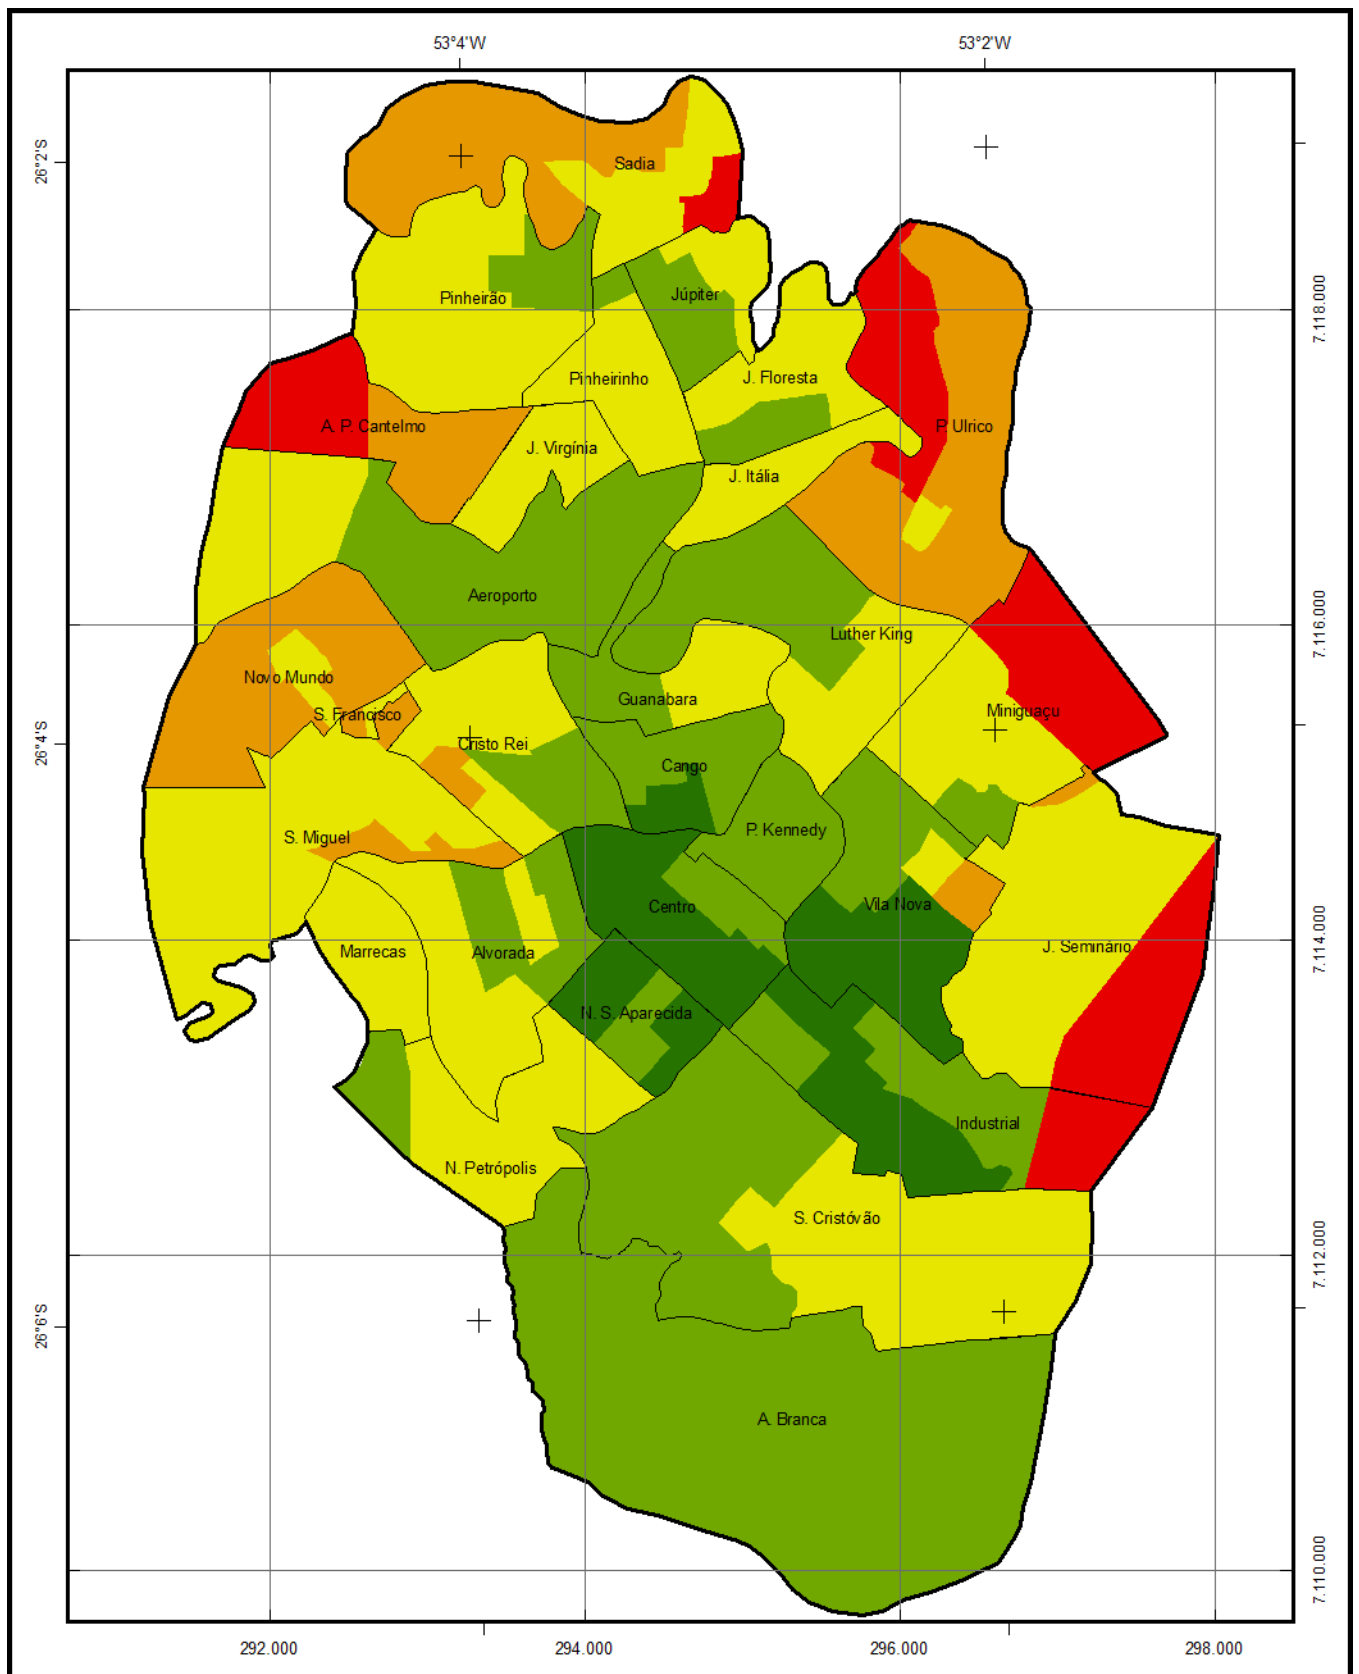 53°4'W
53°2'W
26°2'S
Sadia
Pinheirão
Júpiter
7.118.000
Pinheirinho
J. Floresta
A. P. Cantelmo
P. Ulrico
J. Virgínia
J. Itália
Aeroporto
7.116.000
Luther King
Novo Mundo
Guanabara
S. Francisco
Miniguaçu
26°4'S
Cristo Rei
Cango
S. Miguel
P. Kennedy
Centro
Vila Nova
7.114.000
Marrecas
Alvorada
J. Seminário
N. S. Aparecida
Industrial
N. Petrópolis
S. Cristóvão
7.112.000
26°6'S
A. Branca
7.110.000
292.000
294.000
296.000
298.000